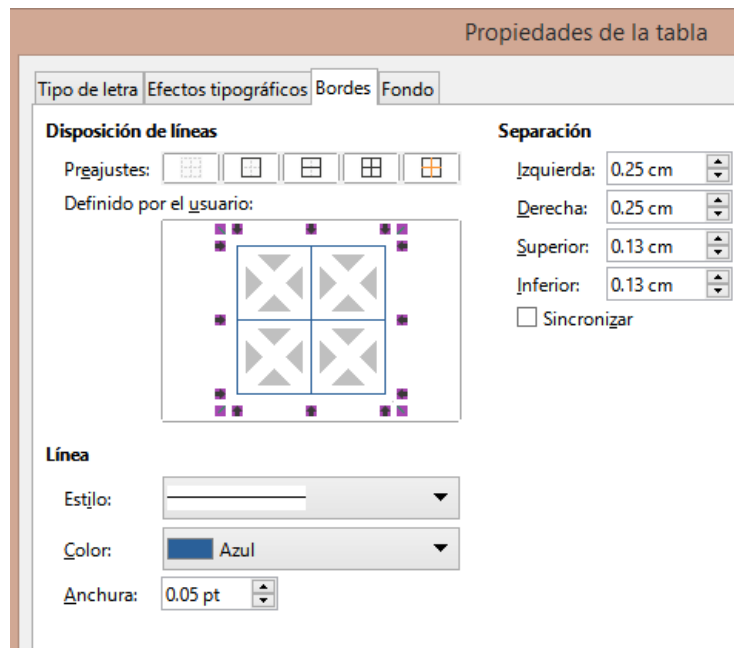 Propiedades de la tabla
Tipo de letra Efectos tipográficos Bordes Fondo
Disposición de líneas
Preajustes:
Definido por el usuario:
Separación
Izquierda: 0.25 cm
Derecha: 0.25 cm
Superior: 0.13 cm
Inferior: 0.13 cm
Sincronizar
Línea
Estilo:
Color: Azul
Anchura: 0.05 pt